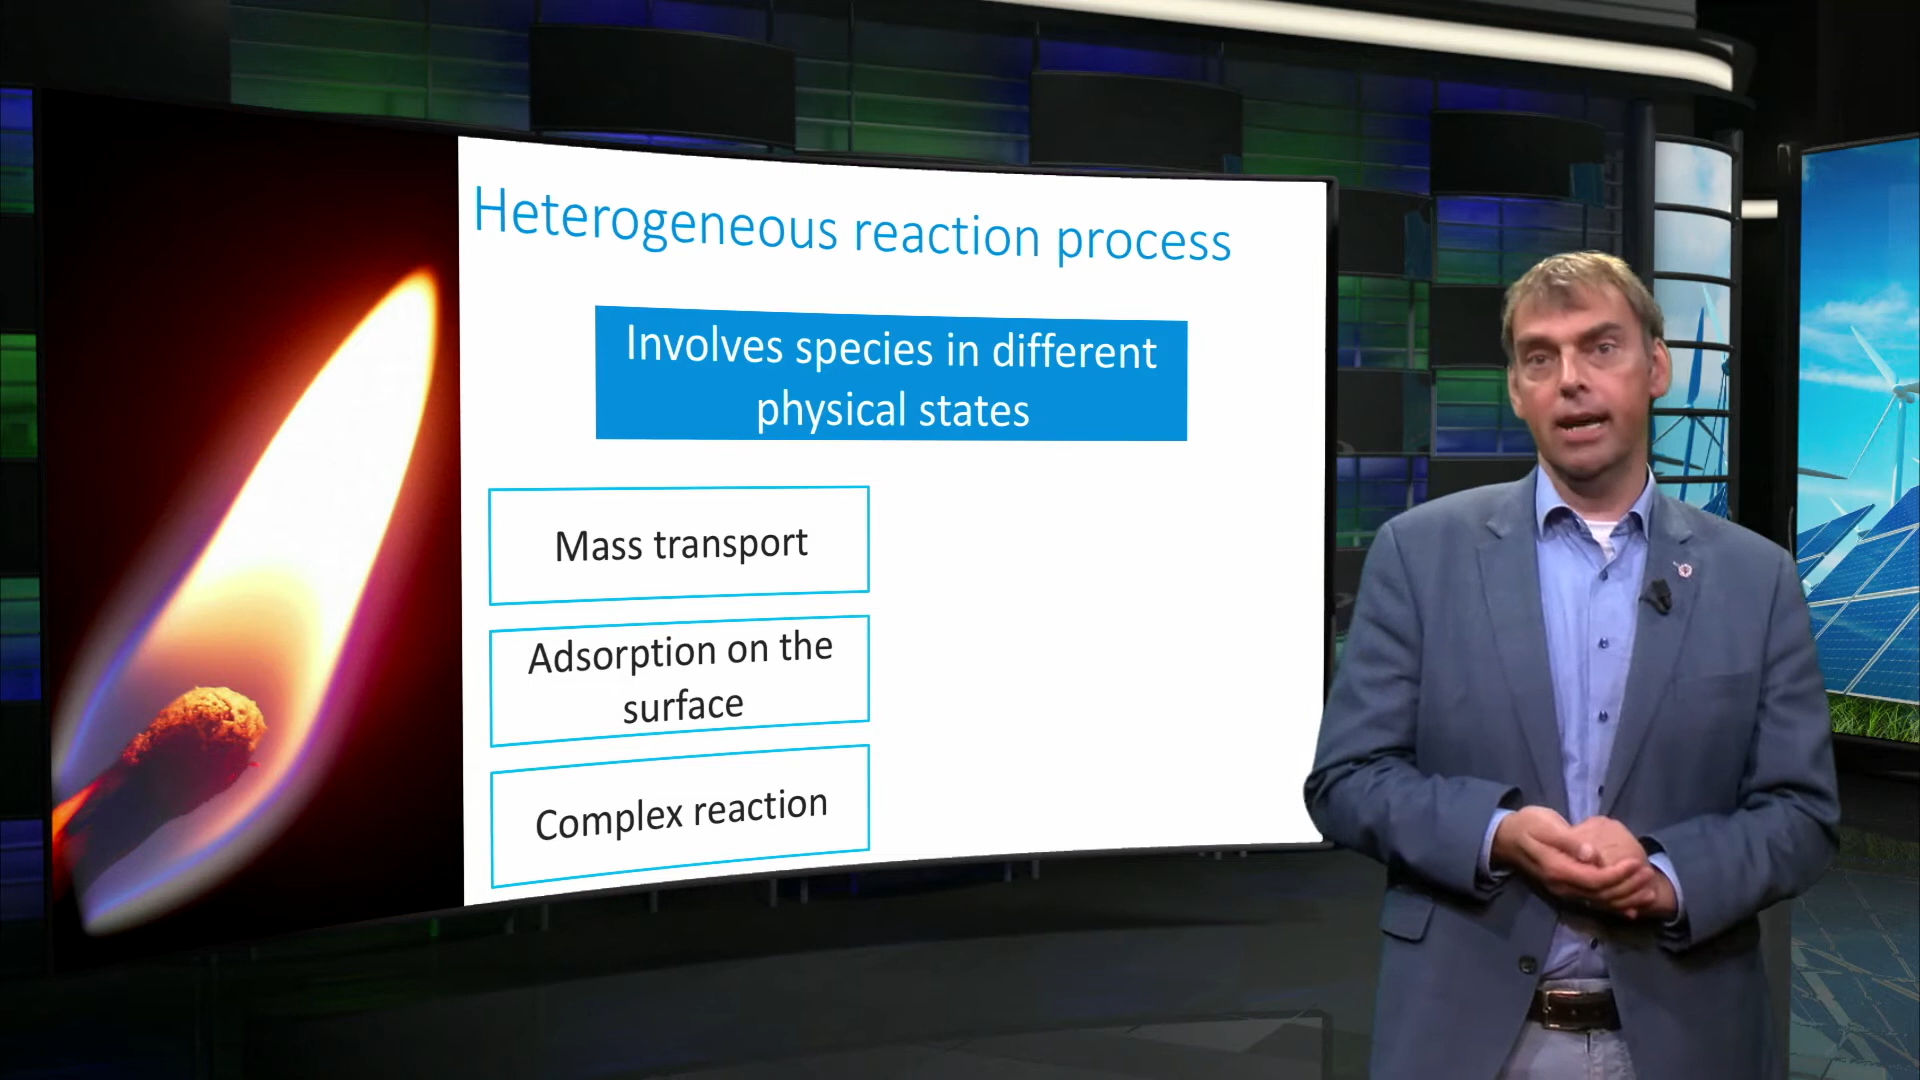 Heterogeneous reaction process
Involves species in different
physical states
Mass transport
Adsorption on the
surface
Complex reaction